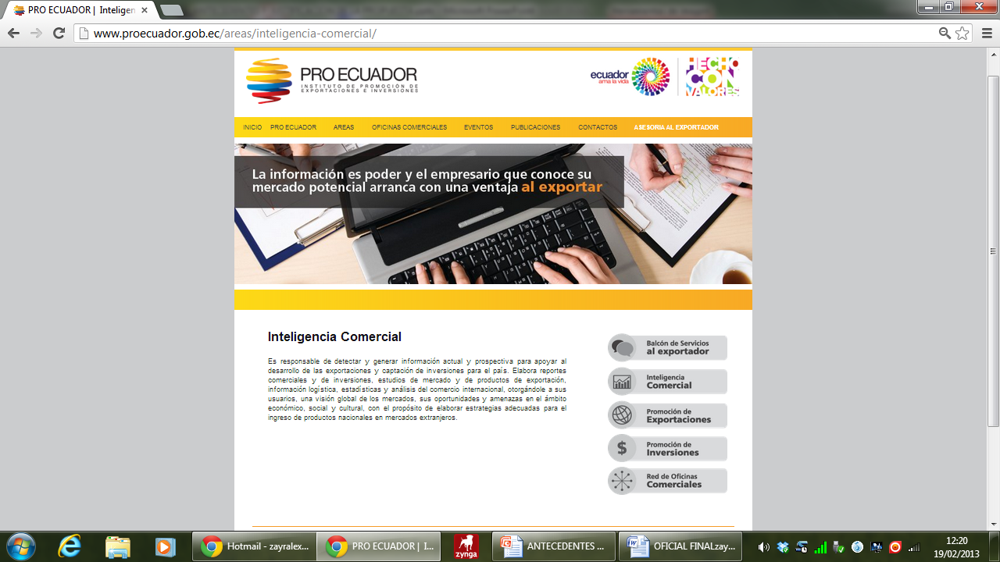 PRO ECUADOR | Inteligen
www.proecuador.gob.ec/areas/inteligencia-comercial/
PRO ECUADOR
INSTITUTO DE PROMOCIÓN DE
EXPORTACIONES E INVERSIONES
ecuador
ama la vida
HECHO
CON
VALORES
INICIO PRO ECUADOR AREAS OFICINAS COMERCIALES EVENTOS PUBLICACIONES CONTACTOS ASESORIA AL EXPORTADOR
La información es poder y el empresario que conoce su
mercado potencial arranca con una ventaja al exportar
Inteligencia Comercial
Es responsable de detectar y generar información actual y prospectiva para apoyar al
desarrollo de las exportaciones y captación de inversiones para el país. Elabora reportes
comerciales y de inversiones, estudios de mercado y de productos de exportación,
información logística, estadísticas y análisis del comercio internacional, otorgándole a sus
usuarios, una visión global de los mercados, sus oportunidades y amenazas en el ámbito
económico, social y cultural, con el propósito de elaborar estrategias adecuadas para el
ingreso de productos nacionales en mercados extranjeros.
Balcón de Servicios
al exportador
Inteligencia
Comercial
Promoción de
Exportaciones
$
Promoción de
Inversiones
Red de Oficinas
Comerciales
Hotmail - zayralex... PRO ECUADOR | I... zynga ANTECEDENTES ... OFICIAL FINALzay...
12:20
19/02/2013